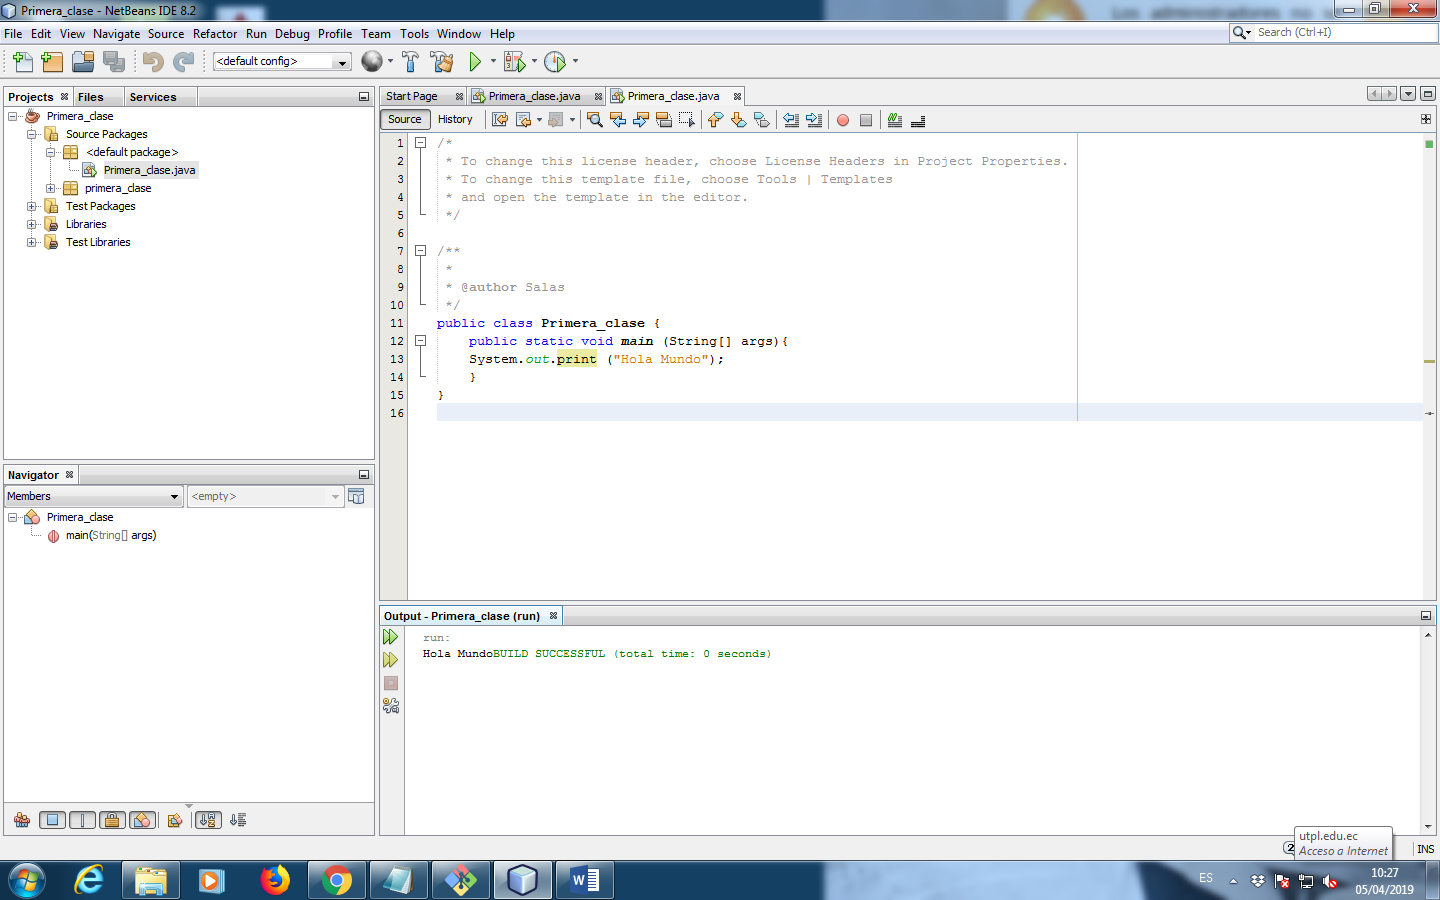 Primera_clase - NetBeans IDE 8.2
Los administradores no
File Edit View Navigate Source Refactor Run Debug Profile Team Tools Window Help
Search (Ctrl+I)
<default config>
Projects Files Services
Primera_clase
Source Packages
<default package>
Primera_clase.java
primera_clase
Test Packages
Libraries
Test Libraries
Start Page Primera_clase.java Primera_clase.java
Source History
1 /*
2 * To change this license header, choose License Headers in Project Properties.
3 * To change this template file, choose Tools | Templates
4 * and open the template in the editor.
5 */
6
7 /**
8 *
9 * @author Salas
10 */
11 public class Primera_clase {
12 public static void main (String[] args){
13 System.out.print ("Hola Mundo");
14 }
15 }
16
Navigator
Members <empty>
Primera_clase
main(String[] args)
Output - Primera_clase (run)
run:
Hola MundoBUILD SUCCESSFUL (total time: 0 seconds)
utpl.edu.ec
Acceso a Internet
2
INS
ES
10:27
05/04/2019